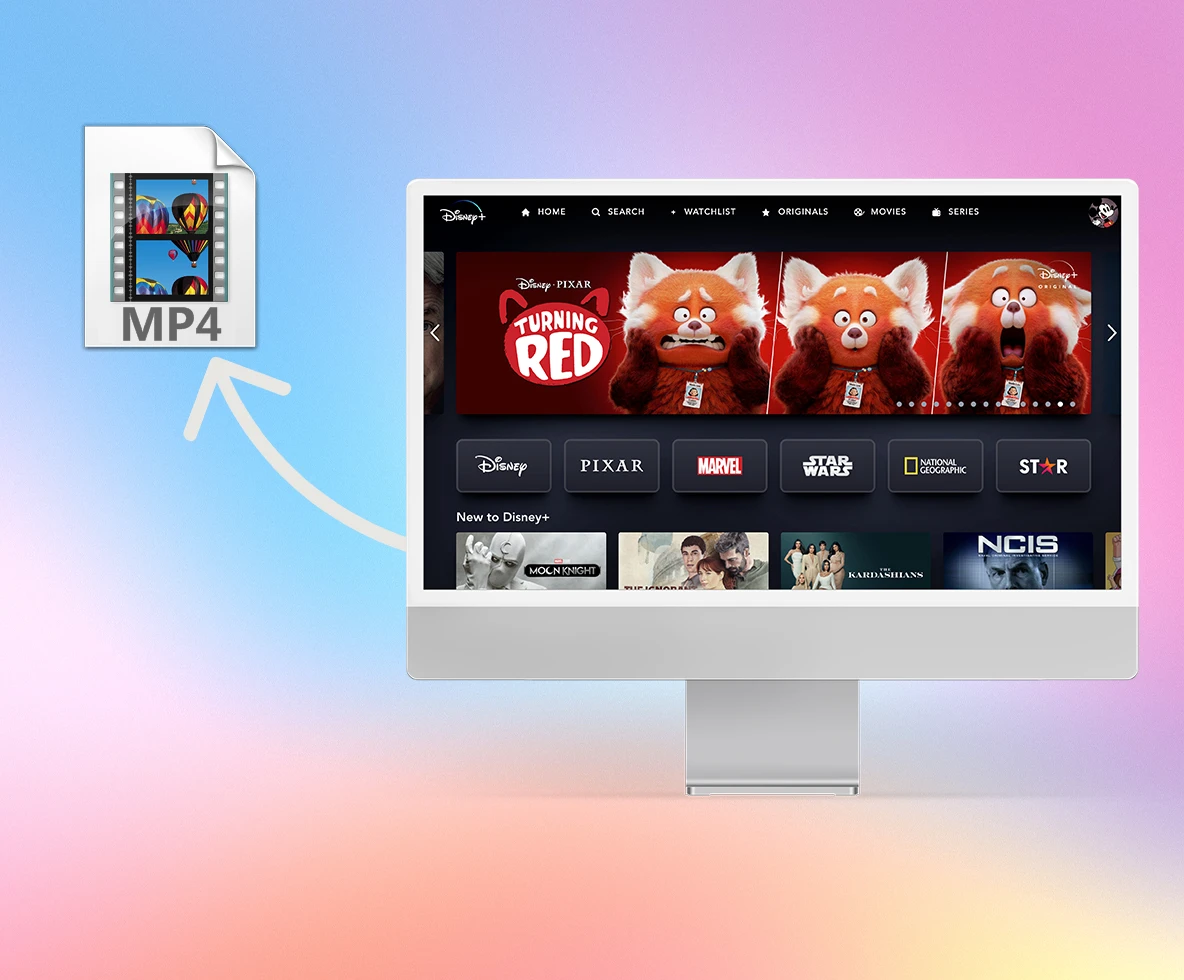 MP4
Disney+
HOME
SEARCH
WATCHLIST
ORIGINALS
MOVIES
SERIES
Disney · PIXAR
TURNING
RED
Disney+
ORIGINAL
Disney
PIXAR
MARVEL
STAR
WARS
NATIONAL
GEOGRAPHIC
STAR
New to Disney+
MOON KNIGHT
THE
KARDASHIANS
NCIS